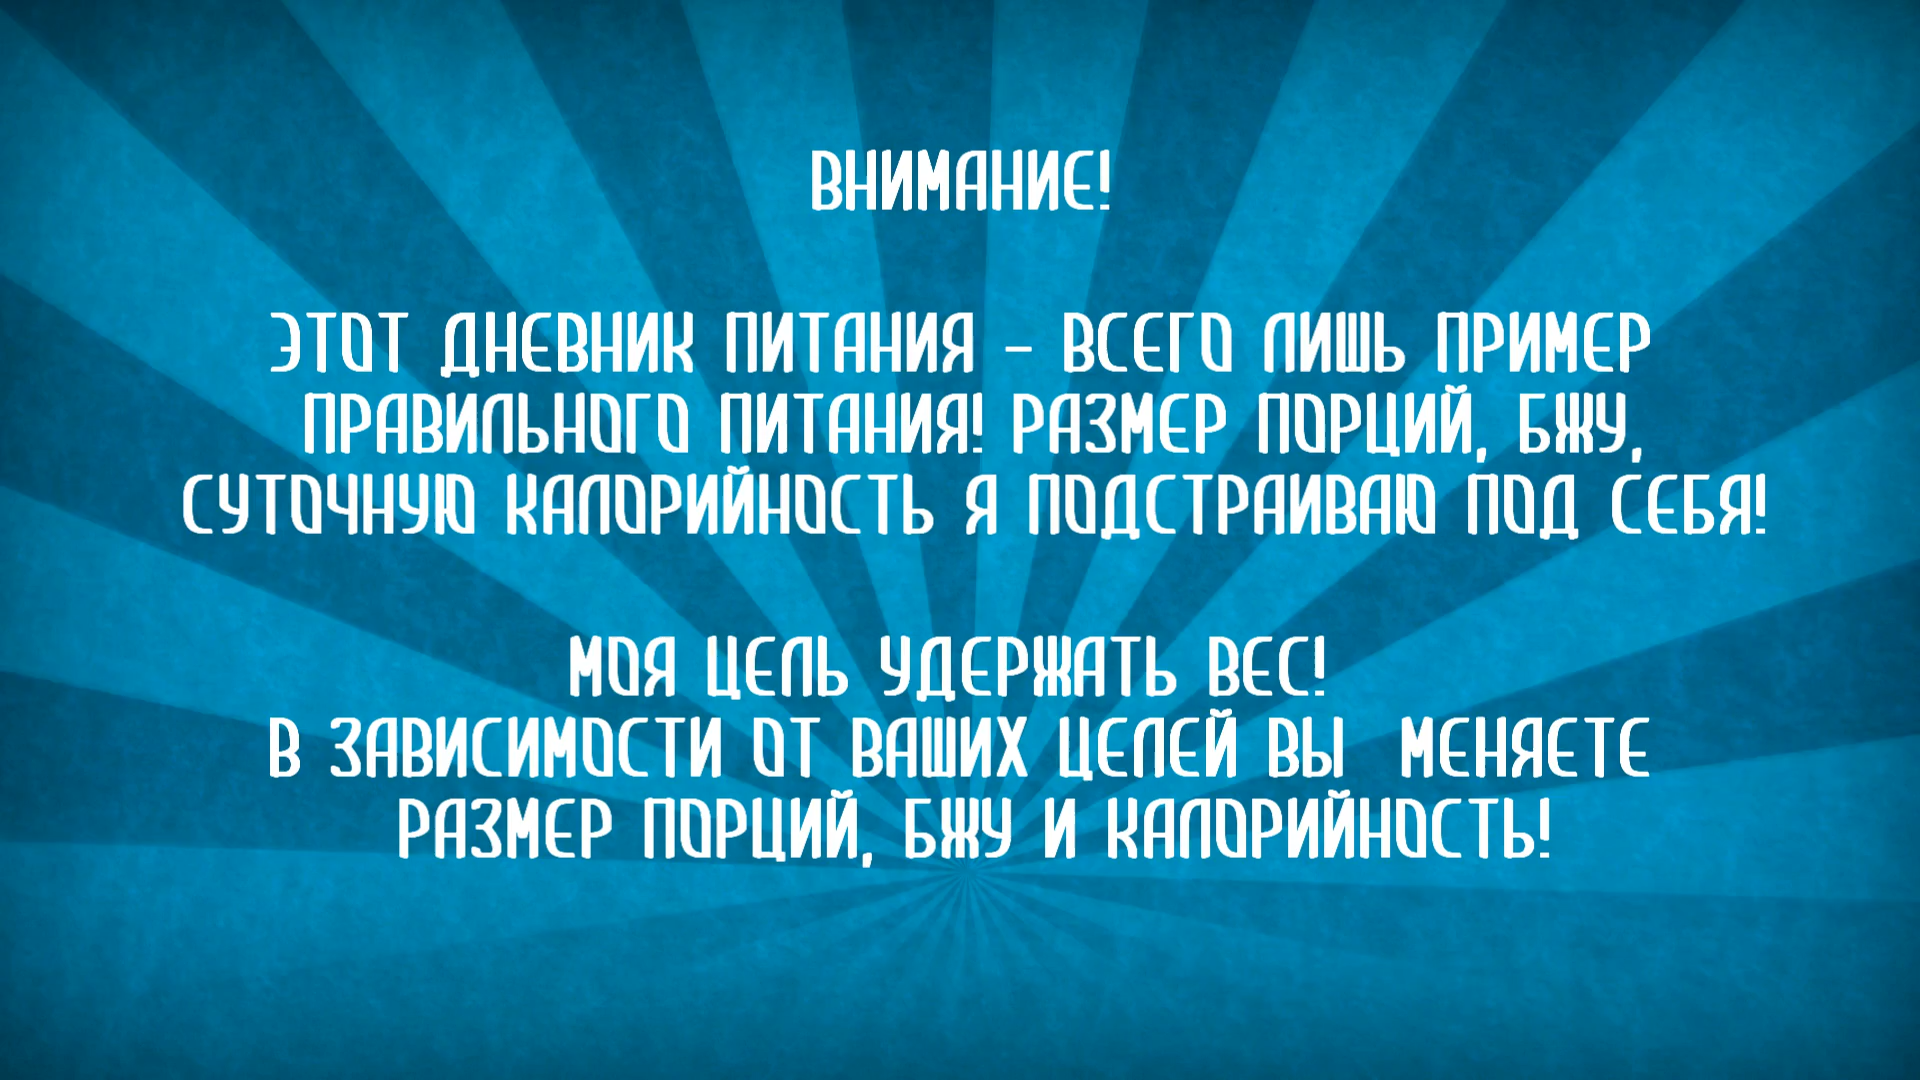 ВНИМАНИЕ!
ЭТОТ ДНЕВНИК ПИТАНИЯ – ВСЕГО ЛИШЬ ПРИМЕР
ПРАВИЛЬНОГО ПИТАНИЯ! РАЗМЕР ПОРЦИЙ, БЖУ,
СУТОЧНУЮ КАЛОРИЙНОСТЬ Я ПОДСТРАИВАЮ ПОД СЕБЯ!
МОЯ ЦЕЛЬ УДЕРЖАТЬ ВЕС!
В ЗАВИСИМОСТИ ОТ ВАШИХ ЦЕЛЕЙ ВЫ  МЕНЯЕТЕ
РАЗМЕР ПОРЦИЙ, БЖУ И КАЛОРИЙНОСТЬ!